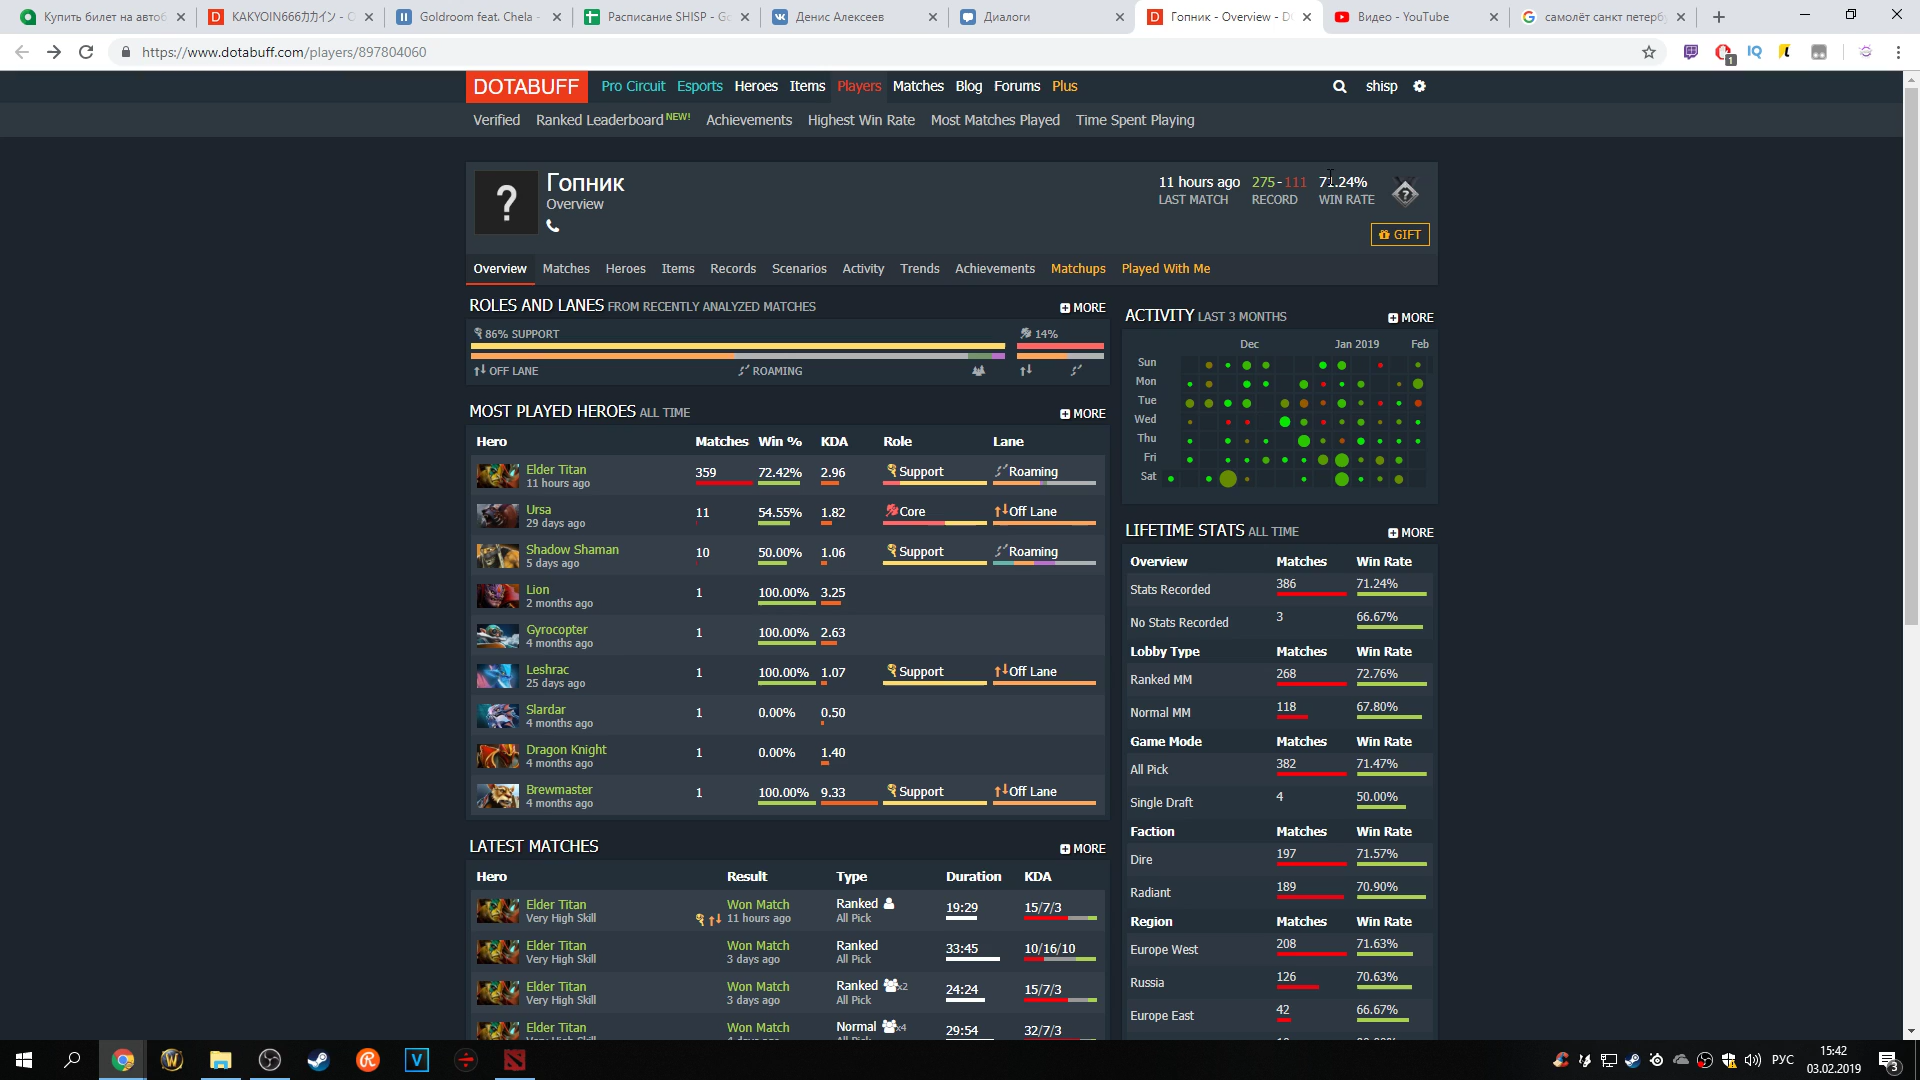 Купить билет на автоб
KAKYOIN666カカイン - O
Goldroom feat. Chela -
Расписание SHISP - Go
Денис Алексеев
Диалоги
Гопник - Overview - DO
Видео - YouTube
самолёт санкт петербу
https://www.dotabuff.com/players/897804060
1
DOTABUFF Pro Circuit Esports Heroes Items Players Matches Blog Forums Plus shisp
Verified Ranked Leaderboard NEW! Achievements Highest Win Rate Most Matches Played Time Spent Playing
Гопник
Overview
11 hours ago 275-111 71.24%
LAST MATCH RECORD WIN RATE
GIFT
Overview Matches Heroes Items Records Scenarios Activity Trends Achievements Matchups Played With Me
ROLES AND LANES FROM RECENTLY ANALYZED MATCHES MORE
86% SUPPORT 14%
OFF LANE ROAMING
MOST PLAYED HEROES ALL TIME MORE
Hero Matches Win % KDA Role Lane
Elder Titan 359 72.42% 2.96 Support Roaming
11 hours ago
Ursa 11 54.55% 1.82 Core Off Lane
29 days ago
Shadow Shaman 10 50.00% 1.06 Support Roaming
5 days ago
Lion 1 100.00% 3.25
2 months ago
Gyrocopter 1 100.00% 2.63
4 months ago
Leshrac 1 100.00% 1.07 Support Off Lane
25 days ago
Slardar 1 0.00% 0.50
4 months ago
Dragon Knight 1 0.00% 1.40
4 months ago
Brewmaster 1 100.00% 9.33 Support Off Lane
4 months ago
LATEST MATCHES MORE
Hero Result Type Duration KDA
Elder Titan Won Match Ranked 19:29 15/7/3
Very High Skill 11 hours ago All Pick
Elder Titan Won Match Ranked 33:45 10/16/10
Very High Skill 3 days ago All Pick
Elder Titan Won Match Ranked x2 24:24 15/7/3
Very High Skill 3 days ago All Pick
Elder Titan Won Match Normal x4 29:54 32/7/3
ACTIVITY LAST 3 MONTHS MORE
Dec Jan 2019 Feb
Sun
Mon
Tue
Wed
Thu
Fri
Sat
LIFETIME STATS ALL TIME MORE
Overview Matches Win Rate
Stats Recorded 386 71.24%
No Stats Recorded 3 66.67%
Lobby Type Matches Win Rate
Ranked MM 268 72.76%
Normal MM 118 67.80%
Game Mode Matches Win Rate
All Pick 382 71.47%
Single Draft 4 50.00%
Faction Matches Win Rate
Dire 197 71.57%
Radiant 189 70.90%
Region Matches Win Rate
Europe West 208 71.63%
Russia 126 70.63%
Europe East 42 66.67%
РУС
15:42
03.02.2019
3